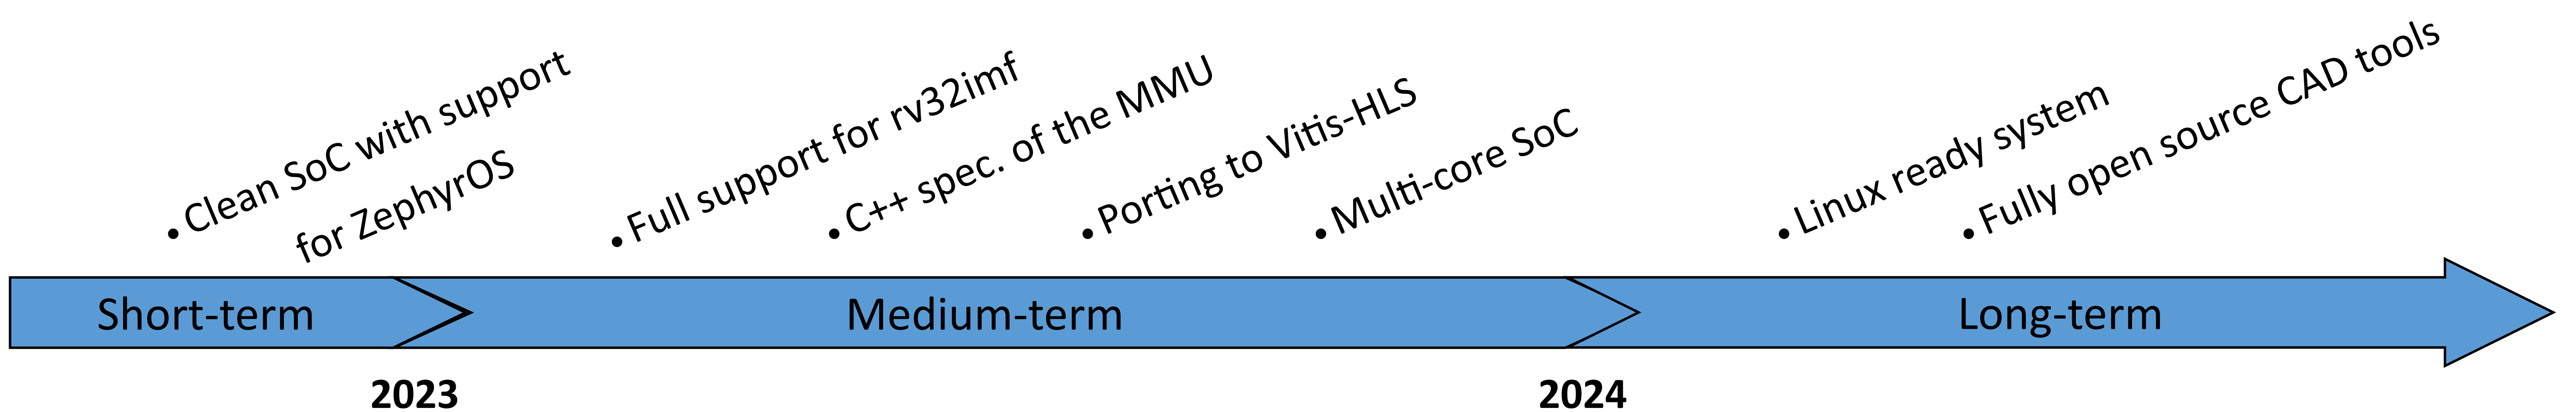 • Clean SoC with support
for ZephyrOS
• Full support for rv32imf
• C++ spec. of the MMU
• Porting to Vitis-HLS
• Multi-core SoC
• Linux ready system
• Fully open source CAD tools
Short-term
Medium-term
Long-term
2023
2024